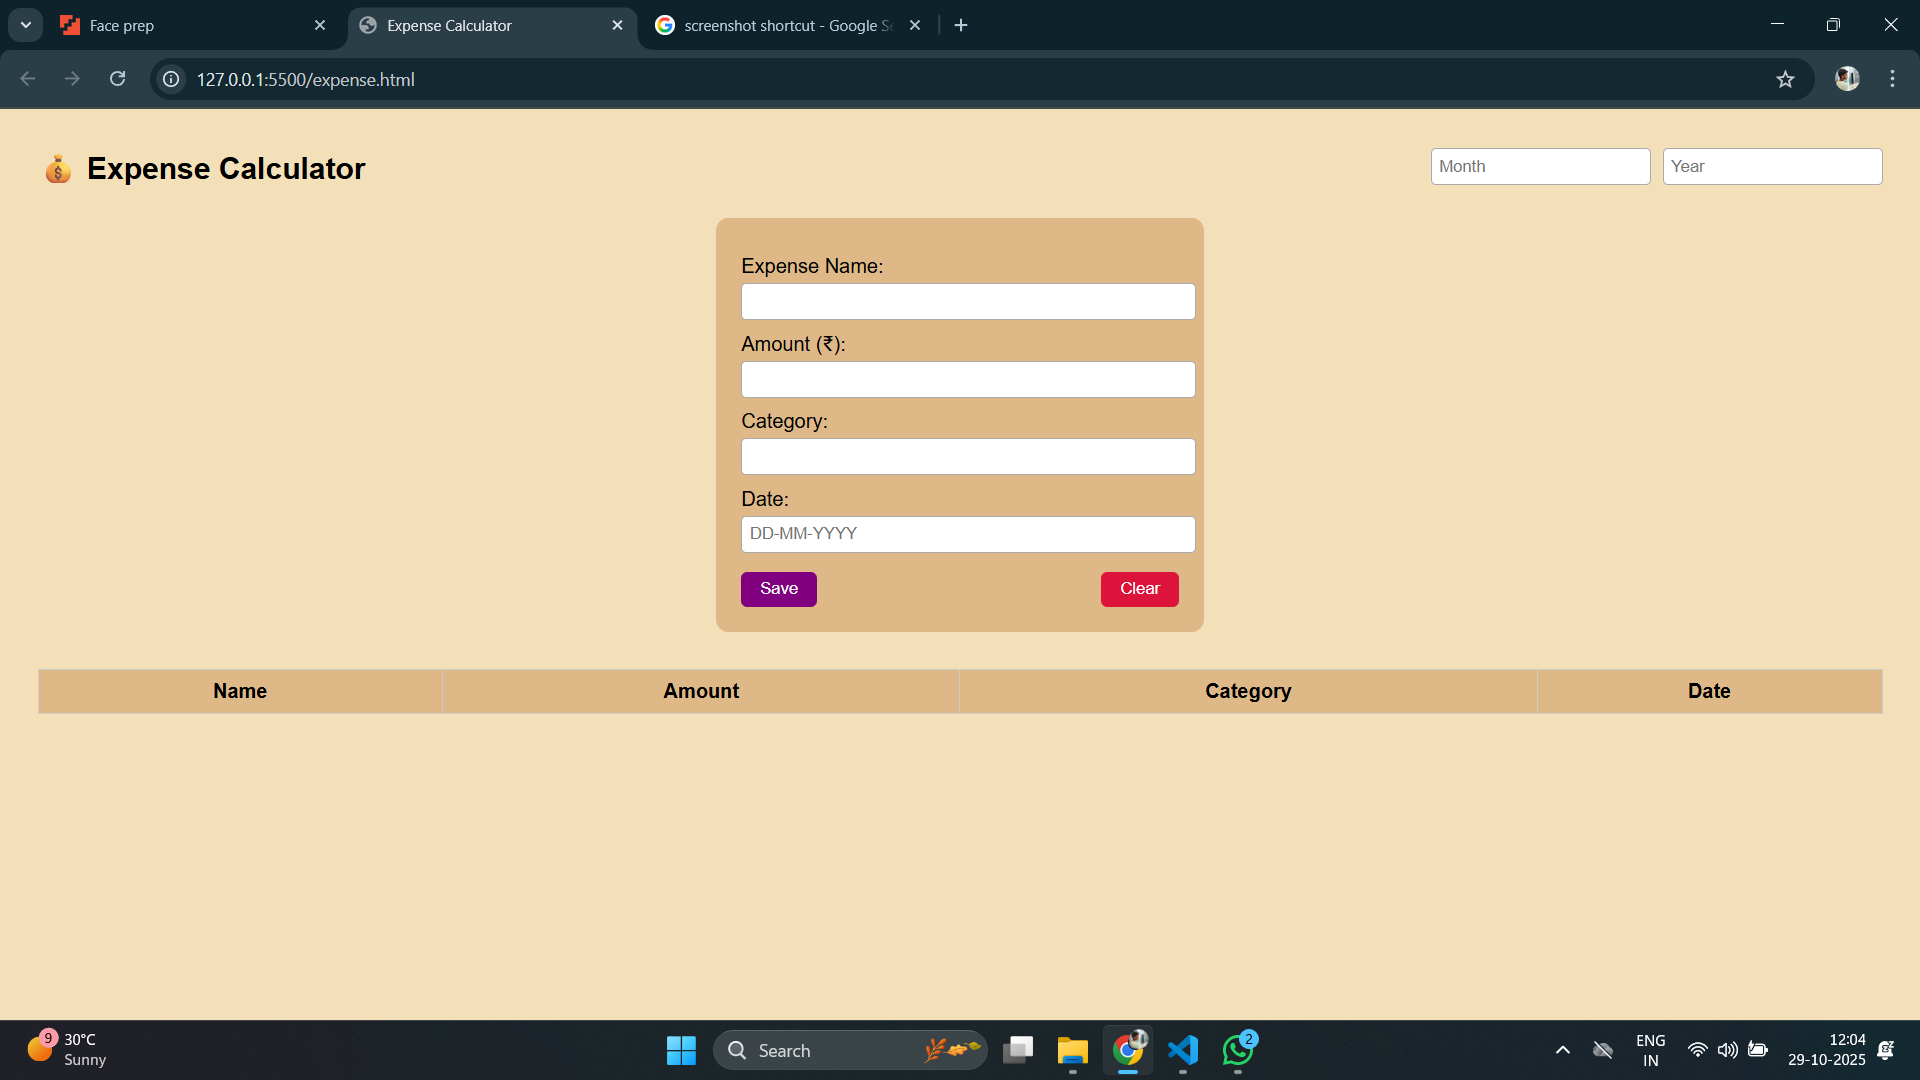 Face prep
Expense Calculator
screenshot shortcut - Google Se
127.0.0.1:5500/expense.html
Expense Calculator
Month
Year
Expense Name:
Amount (₹):
Category:
Date:
DD-MM-YYYY
Save
Clear
Name Amount Category Date
9
30°C
Sunny
Search
2
ENG
IN
12:04
29-10-2025